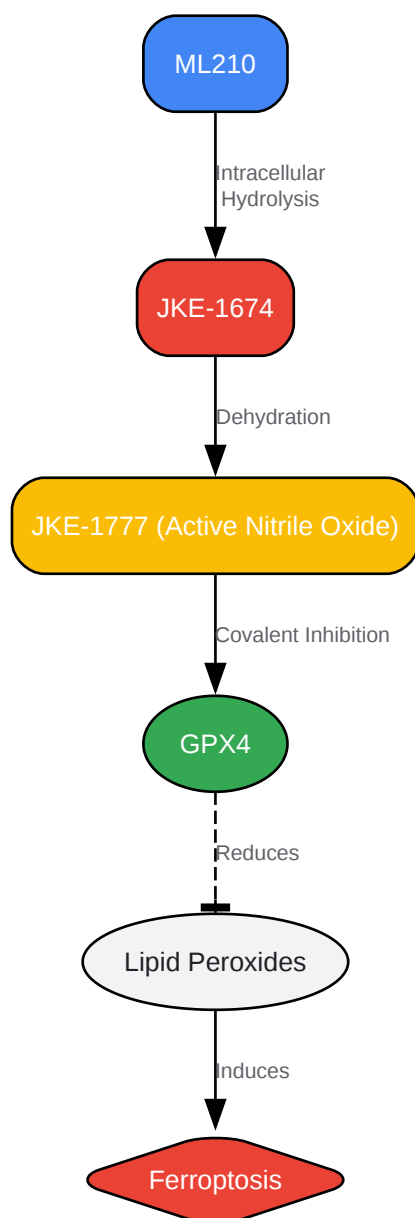 ML210
Intracellular
Hydrolysis
JKE-1674
Dehydration
JKE-1777 (Active Nitrile Oxide)
Covalent Inhibition
GPX4
Reduces
Lipid Peroxides
Induces
Ferroptosis